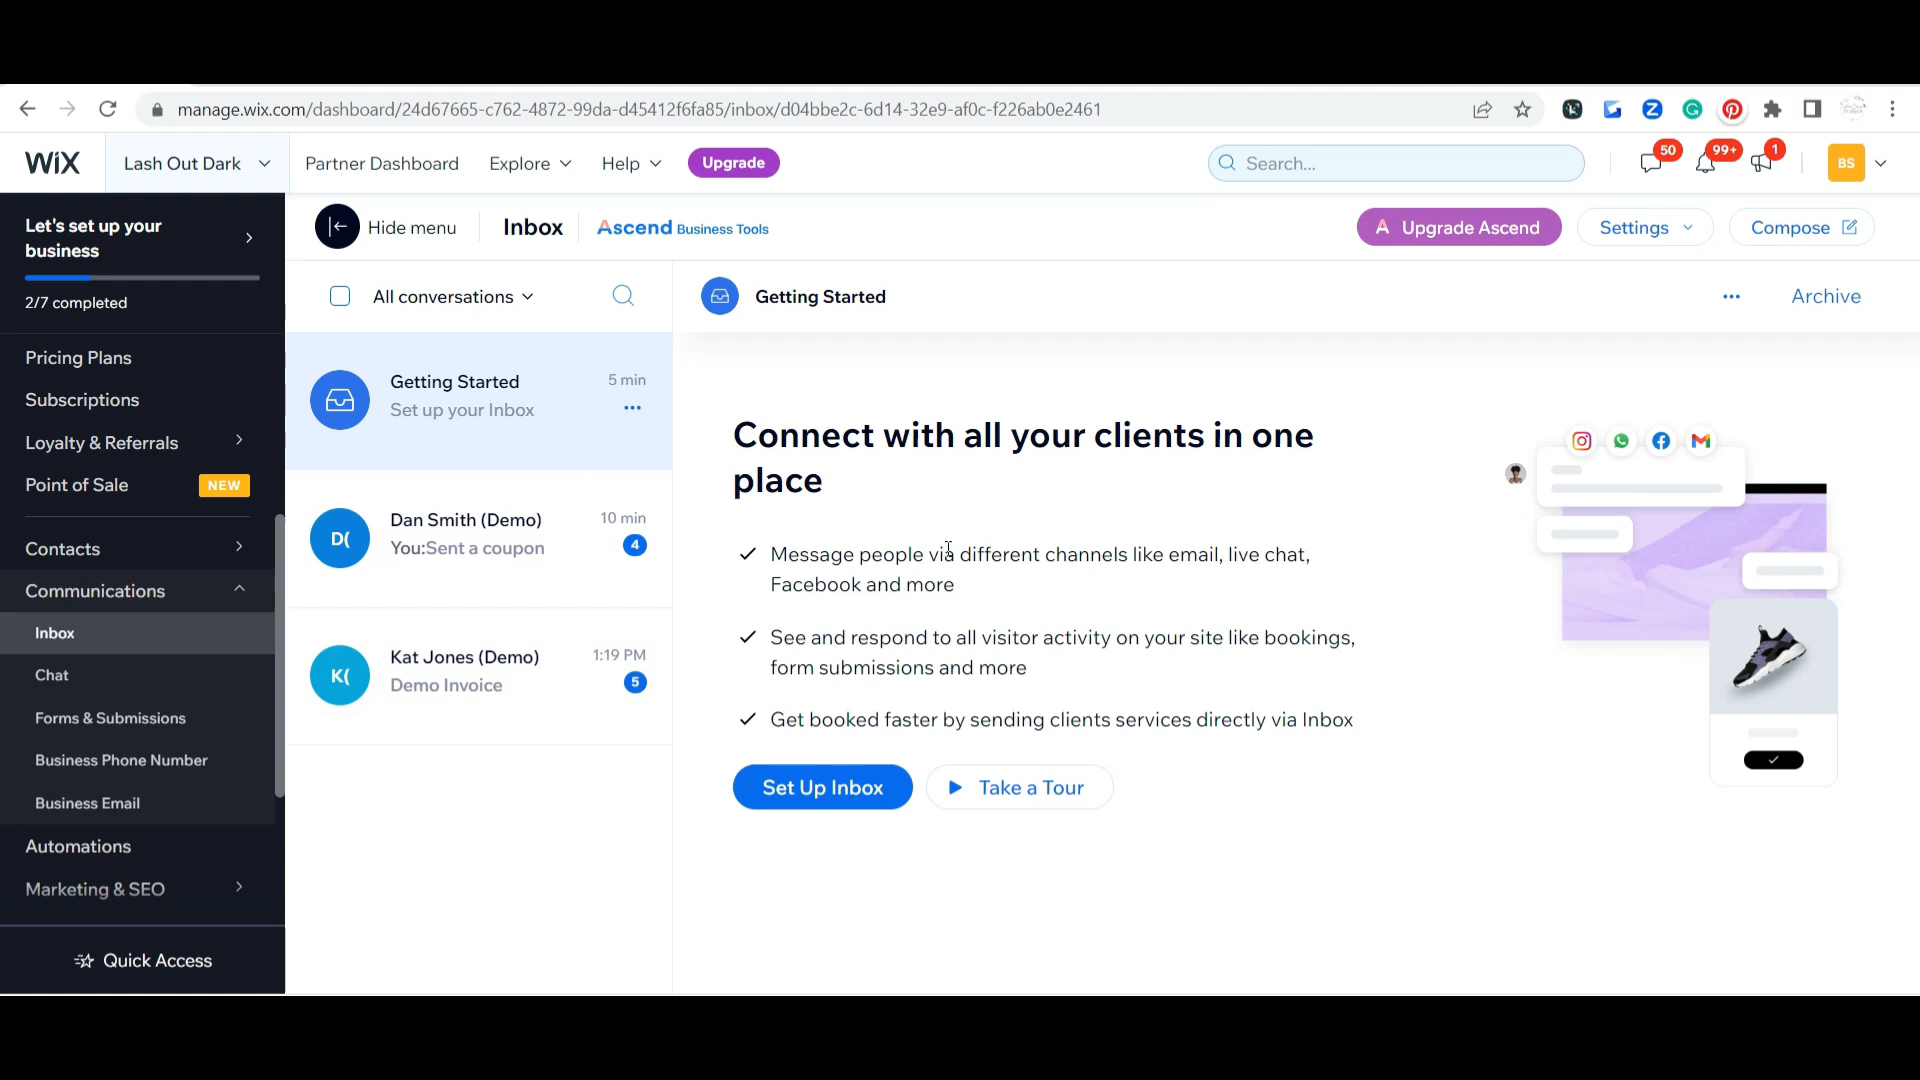 manage.wix.com/dashboard/24d67665-c762-4872-99da-d45412f6fa85/inbox/d04bbe2c-6d14-32e9-af0c-f226ab0e2461
WiX
Lash Out Dark
Partner Dashboard
Explore
Help
Upgrade
Search...
50
99+
1
BS
Let's set up your
business
2/7 completed
Pricing Plans
Subscriptions
Loyalty & Referrals
Point of Sale
NEW
Contacts
Communications
Inbox
Chat
Forms & Submissions
Business Phone Number
Business Email
Automations
Marketing & SEO
Quick Access
Hide menu
Inbox
Ascend Business Tools
A Upgrade Ascend
Settings
Compose
All conversations
Getting Started
5 min
Set up your Inbox
D(
Dan Smith (Demo)
10 min
You:Sent a coupon
4
K(
Kat Jones (Demo)
1:19 PM
Demo Invoice
5
Getting Started
Archive
Connect with all your clients in one
place
Message people via different channels like email, live chat,
Facebook and more
See and respond to all visitor activity on your site like bookings,
form submissions and more
Get booked faster by sending clients services directly via Inbox
Set Up Inbox
Take a Tour